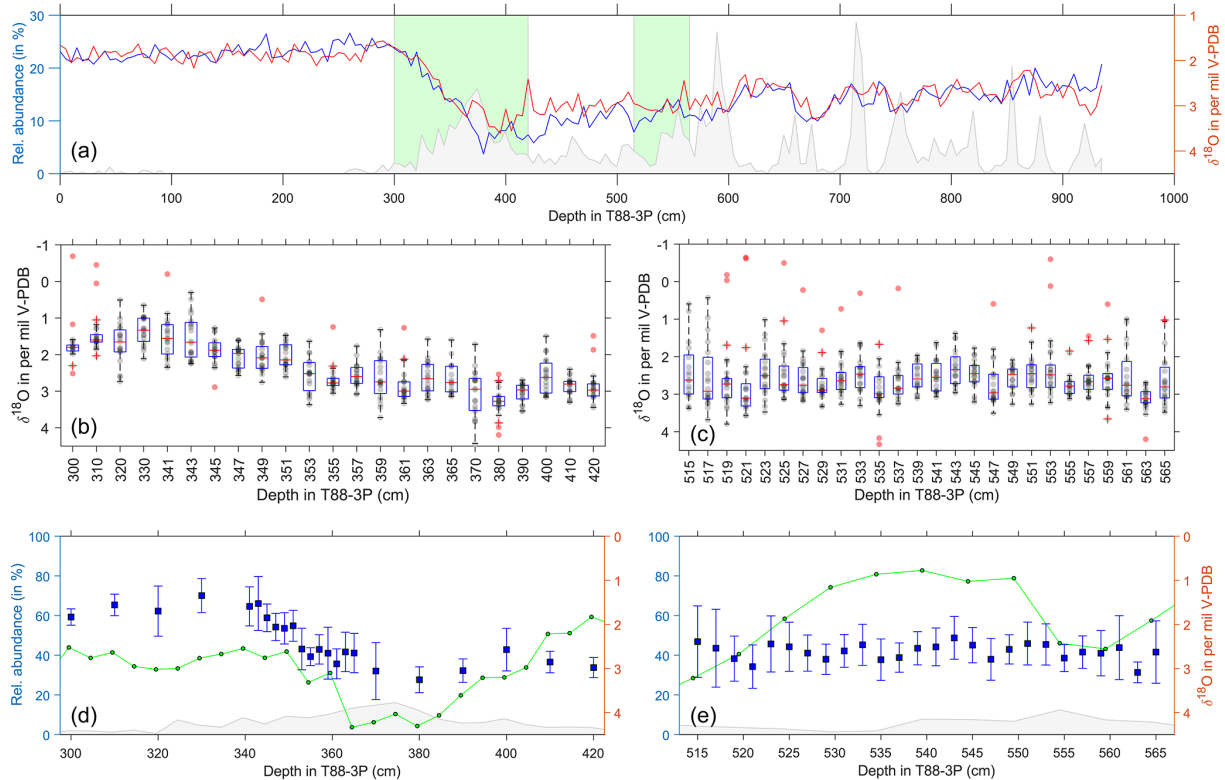 30 1
20 2
10 3
0 4
Rel. abundance (in %)
δ18O in per mil V-PDB
(a)
0 100 200 300 400 500 600 700 800 900 1000
Depth in T88-3P (cm)
-1
0
1
2
3
4
δ18O in per mil V-PDB
(b)
300 310 320 330 341 343 345 347 349 351 353 355 357 359 361 363 365 370 380 390 400 410 420
Depth in T88-3P (cm)
-1
0
1
2
3
4
δ18O in per mil V-PDB
(c)
515 517 519 521 523 525 527 529 531 533 535 537 539 541 543 545 547 549 551 553 555 557 559 561 563 565
Depth in T88-3P (cm)
100 0
80 1
60 2
40 3
20 4
0
Rel. abundance (in %)
(d)
300 320 340 360 380 400 420
Depth in T88-3P (cm)
100 0
80 1
60 2
40 3
20 4
0
δ18O in per mil V-PDB
(e)
515 520 525 530 535 540 545 550 555 560 565
Depth in T88-3P (cm)